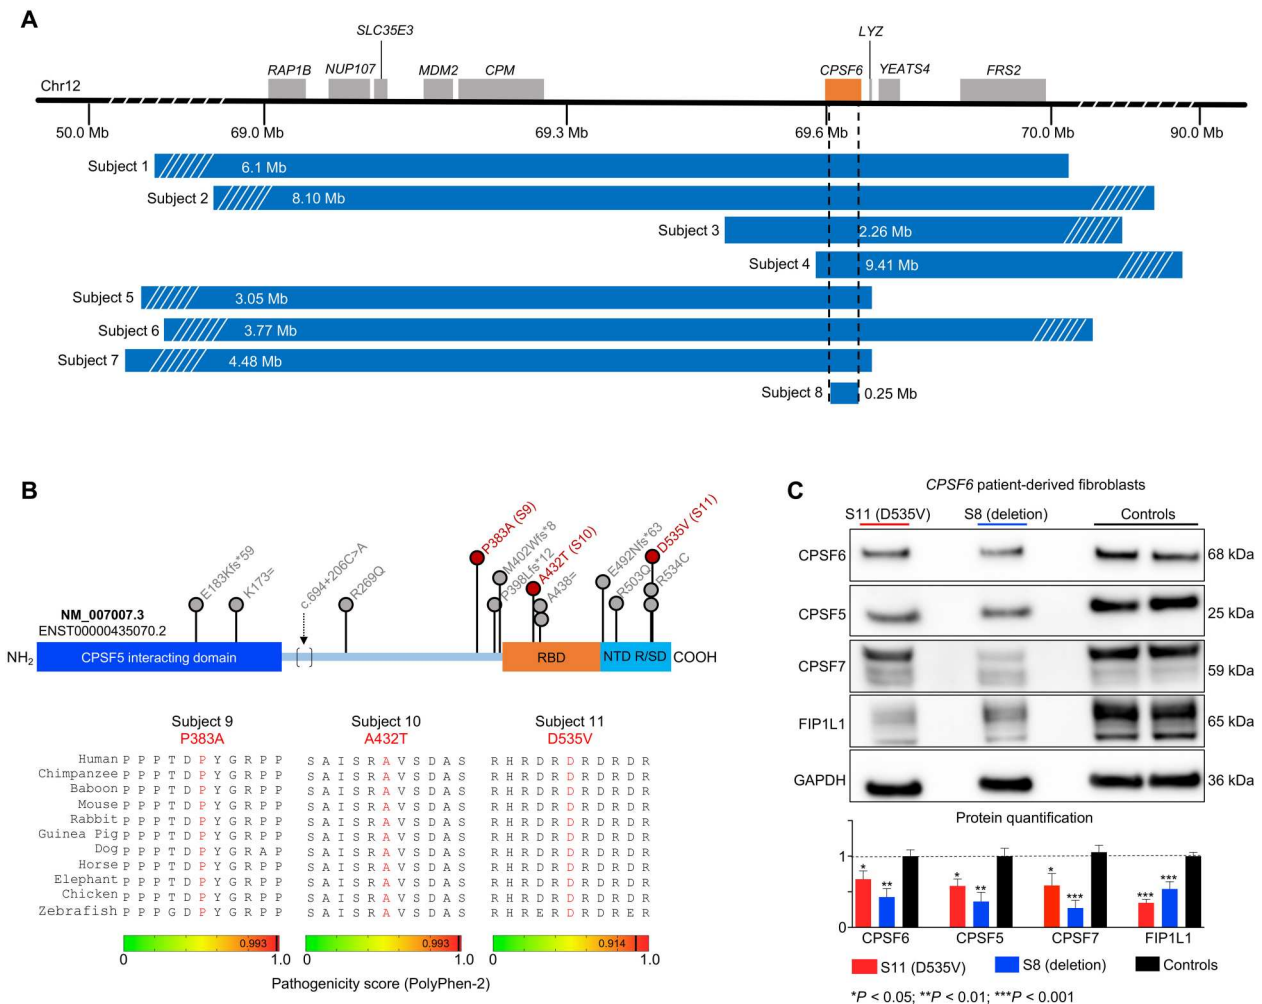 A
SLC35E3
LYZ
RAP1B NUP107 MDM2 CPM CPSF6 YEATS4 FRS2
Chr12
50.0 Mb 69.0 Mb 69.3 Mb 69.6 Mb 70.0 Mb 90.0 Mb
Subject 1 6.1 Mb
Subject 2 8.10 Mb
Subject 3 2.26 Mb
Subject 4 9.41 Mb
Subject 5 3.05 Mb
Subject 6 3.77 Mb
Subject 7 4.48 Mb
Subject 8 0.25 Mb
B
E183Kfs*59
K173=
c.694+206C>A
R269Q
P383A (S9)
M402Wfs*8
P398Lfs*12
A432T (S10)
A438=
E492Nfs*63
R503Q
D535V (S11)
R534C
NM_007007.3
ENST00000435070.2
NH2 CPSF5 interacting domain RBD NTD R/SD COOH
Subject 9 Subject 10 Subject 11
P383A A432T D535V
Human P P P T D P Y G R P P S A I S R A V S D A S R H R D R D R D R D R
Chimpanzee P P P T D P Y G R P P S A I S R A V S D A S R H R D R D R D R D R
Baboon P P P T D P Y G R P P S A I S R A V S D A S R H R D R D R D R D R
Mouse P P P T D P Y G R P P S A I S R A V S D A S R H R D R D R D R D R
Rabbit P P P T D P Y G R P P S A I S R A V S D A S R H R D R D R D R D R
Guinea Pig P P P T D P Y G R P P S A I S R A V S D A S R H R D R D R D R D R
Dog P P P T D P Y G R A P S A I S R A V S D A S R H R D R D R D R D R
Horse P P P T D P Y G R P P S A I S R A V S D A S R H R D R D R D R D R
Elephant P P P T D P Y G R P P S A I S R A V S D A S R H R D R D R D R D R
Chicken P P P T D P Y G R P P S A I S R A V S D A S R H R D R D R D R D R
Zebrafish P P P G D P Y G R P P S A I S R A V S D A S R H R E R D R D R E R
0.993 0.993 0.914
0 1.0 0 1.0 0 1.0
Pathogenicity score (PolyPhen-2)
C
CPSF6 patient-derived fibroblasts
S11 (D535V) S8 (deletion) Controls
CPSF6 68 kDa
CPSF5 25 kDa
CPSF7 59 kDa
FIP1L1 65 kDa
GAPDH 36 kDa
Protein quantification
1
* ** * ** * *** *** ***
0
CPSF6 CPSF5 CPSF7 FIP1L1
S11 (D535V) S8 (deletion) Controls
*P < 0.05; **P < 0.01; ***P < 0.001